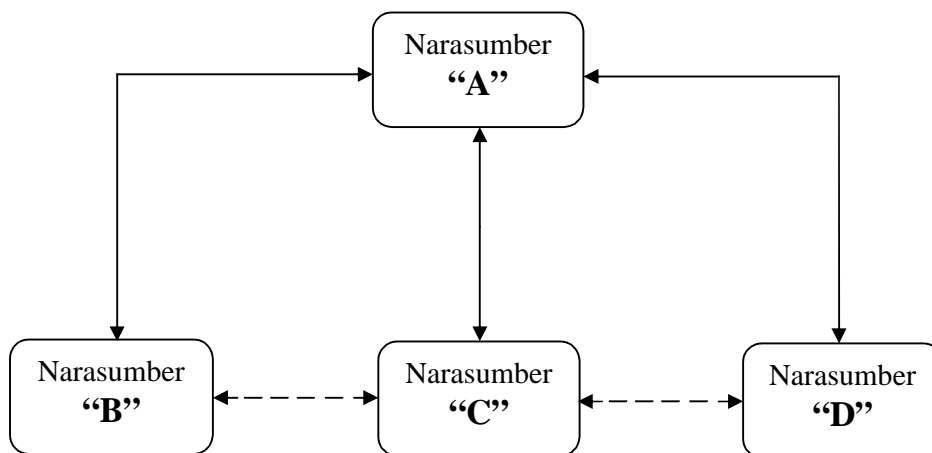 Narasumber
“A”
Narasumber
“B”
Narasumber
“C”
Narasumber
“D”